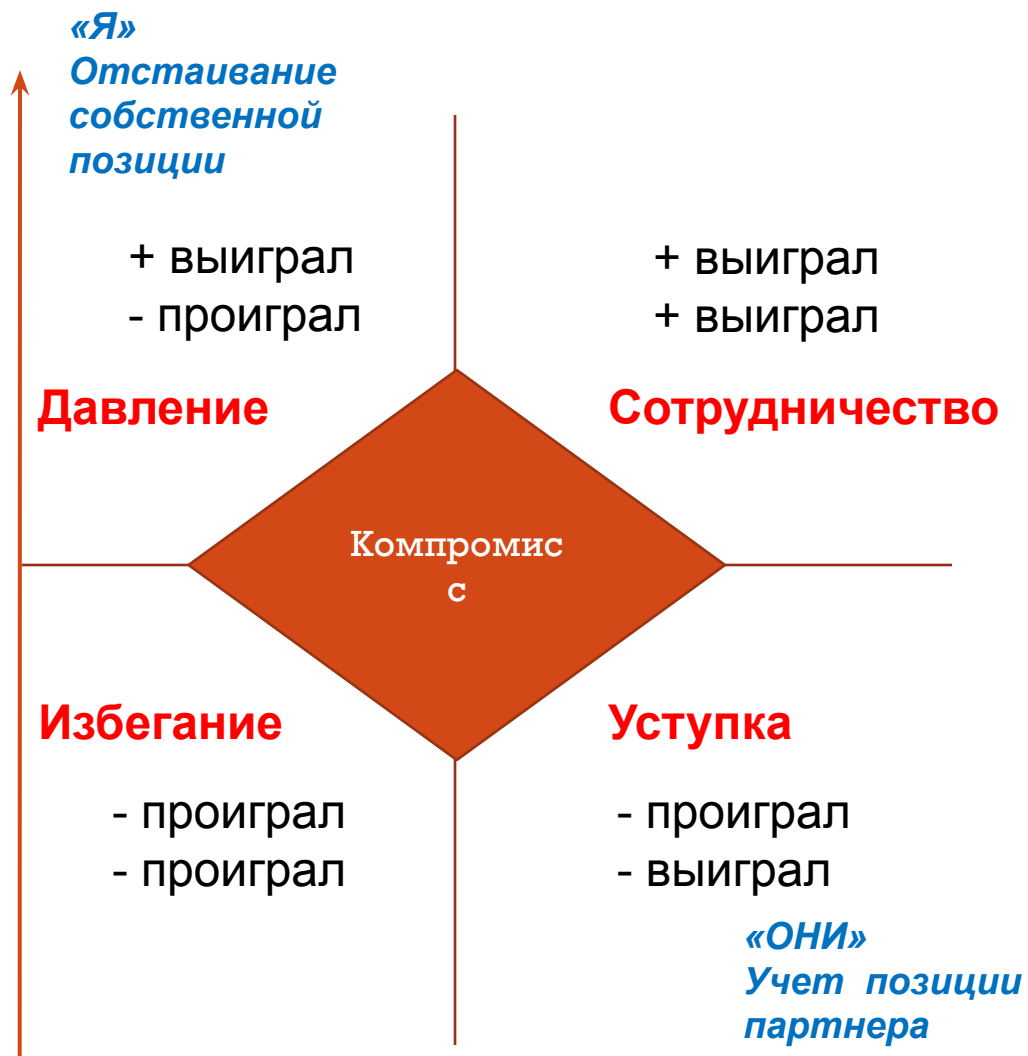 «Я»
Отстаивание
собственной
позиции
+ выиграл
- проиграл
+ выиграл
+ выиграл
Давление
Сотрудничество
Компромис
с
Избегание
Уступка
- проиграл
- проиграл
- проиграл
- выиграл
«ОНИ»
Учет позиции
партнера